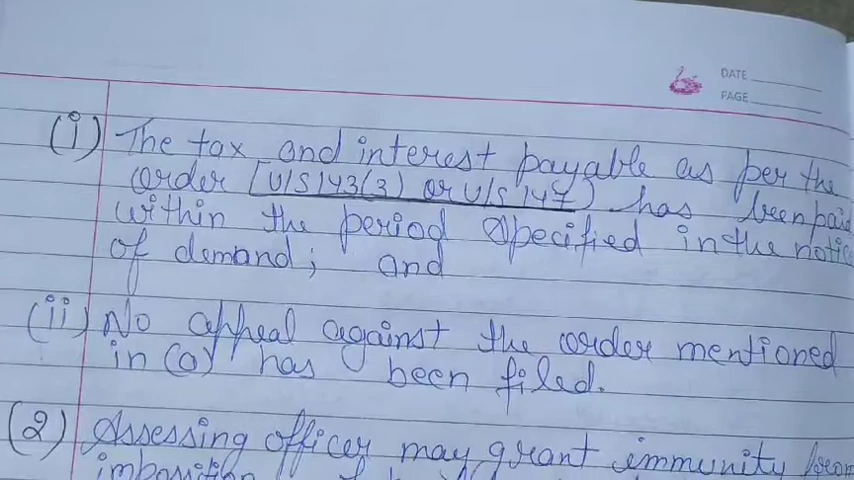 DATE
PAGE
(i) The tax and interest payable as per the
order [U/S 143(3) or U/S 147) has been paid
within the period specified in the notice
of demand; and
(ii) No appeal against the order mentioned
in (a) has been filed.
(2) Assessing officer may grant immunity from
imposition of